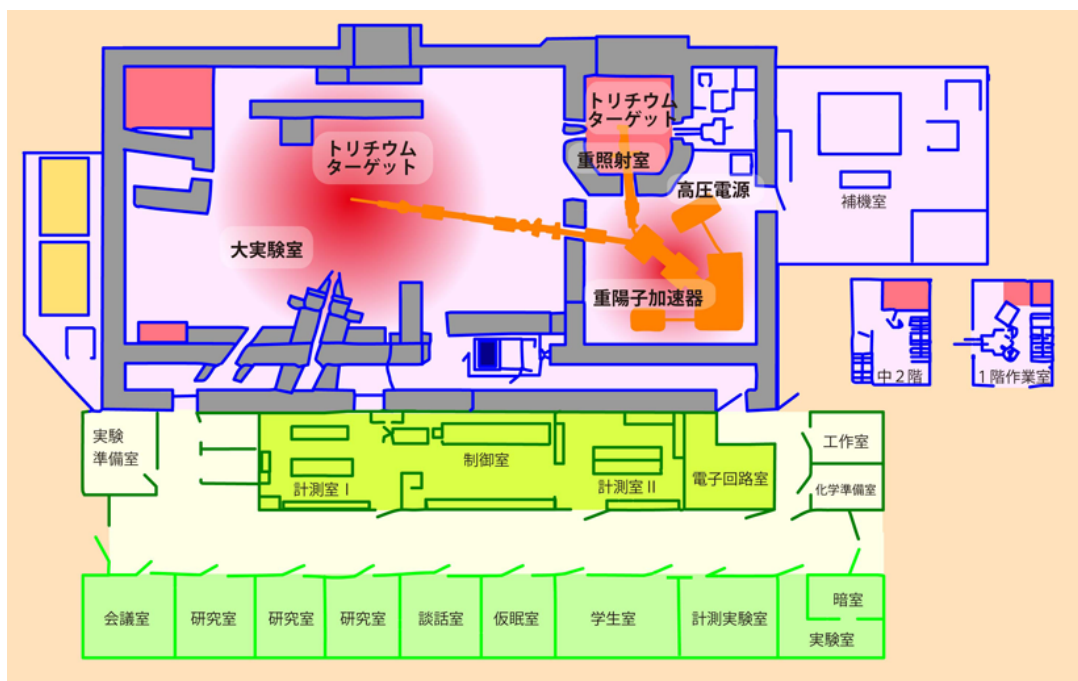 トリチウム
ターゲット
トリチウム
ターゲット
重照射室
高圧電源
補機室
大実験室
重陽子加速器
中２階
１階作業室
実験
準備室
計測室Ⅰ
制御室
計測室Ⅱ
電子回路室
工作室
化学準備室
会議室
研究室
研究室
研究室
談話室
仮眠室
学生室
計測実験室
暗室
実験室